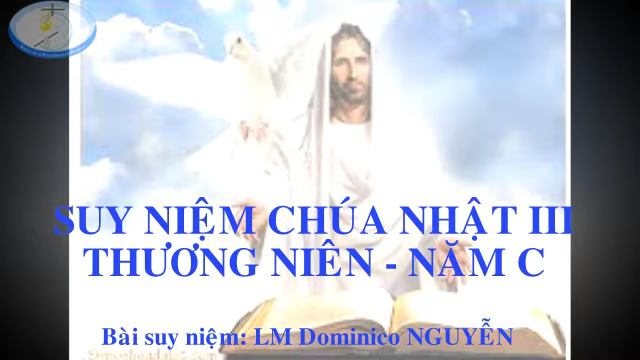 SUY NIỆM CHÚA NHẬT III
THƯƠNG NIÊN - NĂM C
Bài suy niệm: LM Dominico NGUYỄN